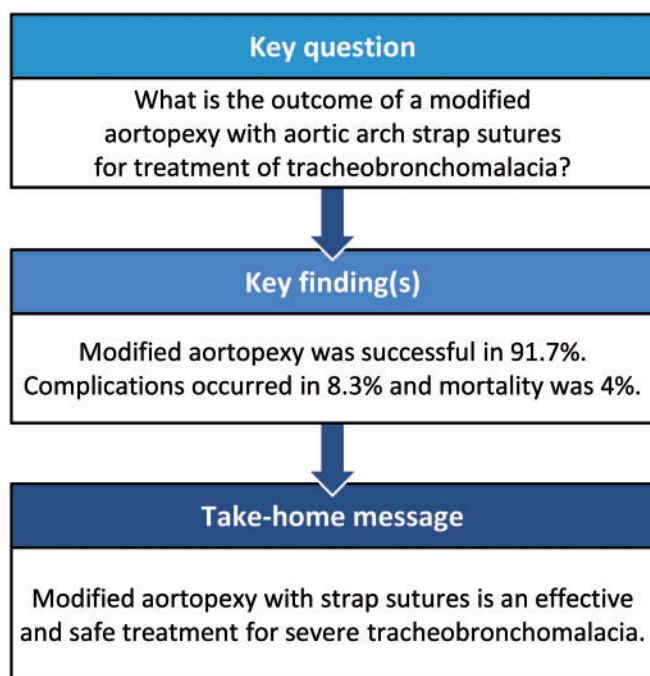 Key question
What is the outcome of a modified
aortopexy with aortic arch strap sutures
for treatment of tracheobronchomalacia?
Key finding(s)
Modified aortopexy was successful in 91.7%.
Complications occurred in 8.3% and mortality was 4%.
Take-home message
Modified aortopexy with strap sutures is an effective
and safe treatment for severe tracheobronchomalacia.